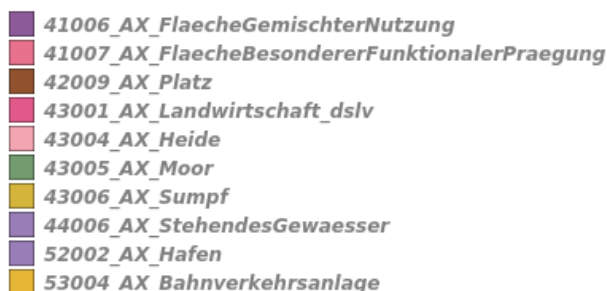 41006_AX_FlaecheGemischterNutzung
41007_AX_FlaecheBesondererFunktionalerPraegung
42009_AX_Platz
43001_AX_Landwirtschaft_dslv
43004_AX_Heide
43005_AX_Moor
43006_AX_Sumpf
44006_AX_StehendesGewaesser
52002_AX_Hafen
53004_AX_Bahnverkehrsanlage